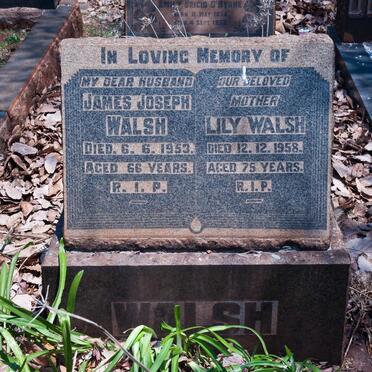 IN LOVING MEMORY OF
MY DEAR HUSBAND
JAMES JOSEPH
WALSH
DIED. 6. 6. 1953.
AGED 66 YEARS.
R. I. P.
OUR BELOVED
MOTHER
LILY WALSH
DIED 12. 12. 1958.
AGED 75 YEARS.
R.I.P.
WALSH